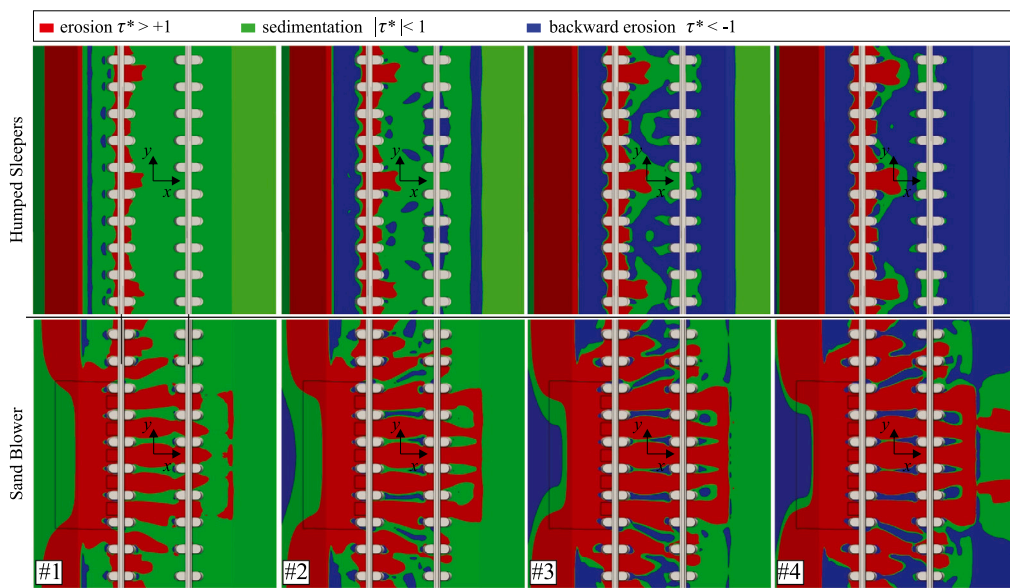 erosion τ* > +1 sedimentation |τ*| < 1 backward erosion τ* < -1
Humped Sleepers
y y y y
x x x x
Sand Blower
y y y y
x x x x
#1 #2 #3 #4